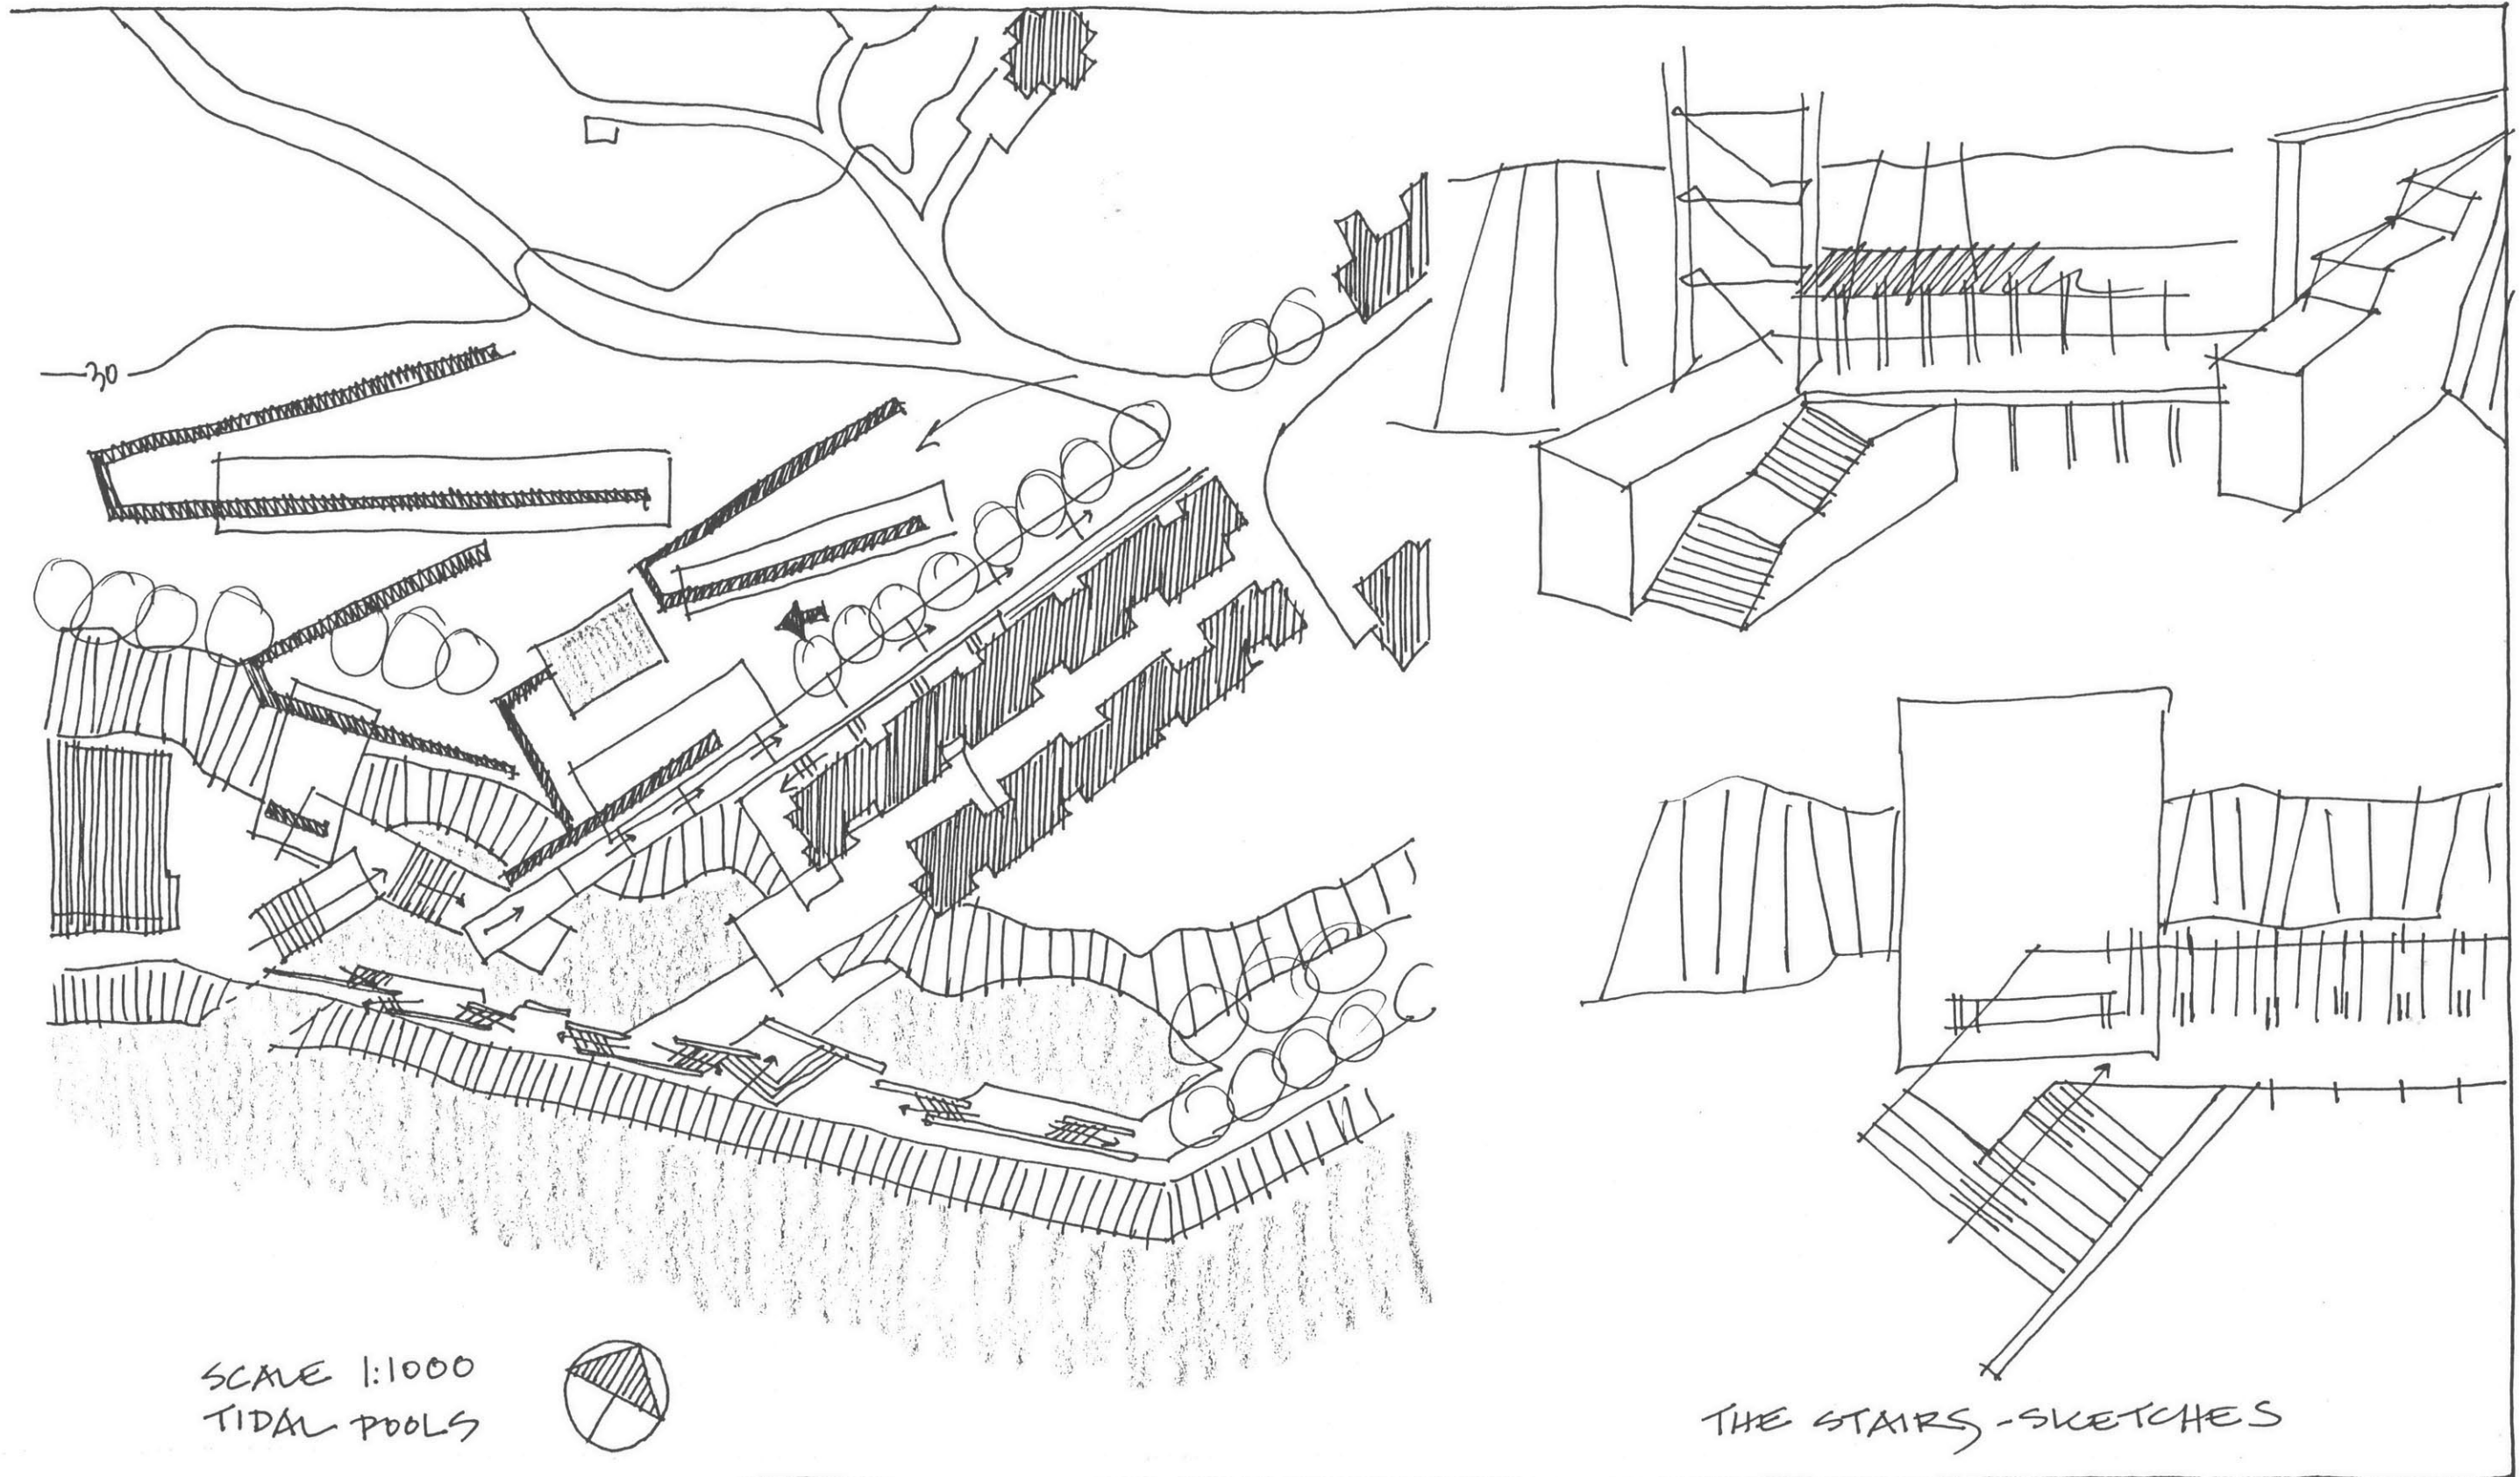 30
SCALE 1:1000
TIDAL POOLS
THE STAIRS - SKETCHES